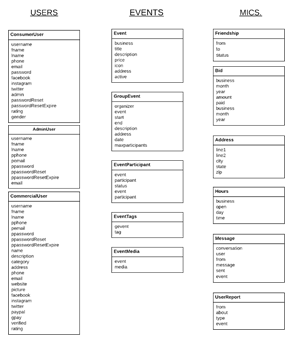 USERS
ConsumerUser
username
fname
lname
phone
email
password
facebook
instagram
twitter
admin
passwordReset
passwordResetExpire
rating
gender
AdminUser
username
fname
lname
pphone
pemail
ppassword
ppasswordReset
ppasswordResetExpire
email
CommercialUser
username
fname
lname
pphone
pemail
ppassword
ppasswordReset
ppasswordResetExpire
name
description
category
address
phone
email
website
picture
facebook
instagram
twitter
paypal
gpay
verified
rating
EVENTS
Event
business
title
description
price
icon
address
active
GroupEvent
organizer
event
start
end
description
address
date
maxparticipants
EventParticipant
event
participant
status
event
participant
EventTags
gevent
tag
EventMedia
event
media
MICS.
Friendship
from
to
status
Bid
business
month
year
amount
paid
business
month
year
Address
line1
line2
city
state
zip
Hours
business
open
day
time
Message
conversation
user
from
message
sent
event
UserReport
from
about
type
event